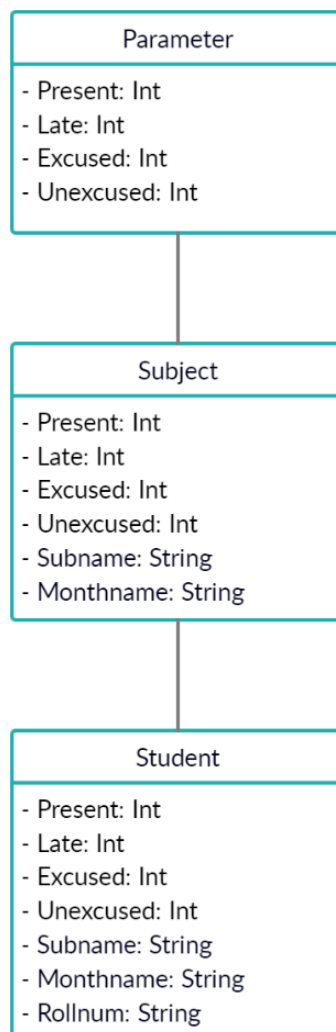 Parameter
- Present: Int
- Late: Int
- Excused: Int
- Unexcused: Int
Subject
- Present: Int
- Late: Int
- Excused: Int
- Unexcused: Int
- Subname: String
- Monthname: String
Student
- Present: Int
- Late: Int
- Excused: Int
- Unexcused: Int
- Subname: String
- Monthname: String
- Rollnum: String